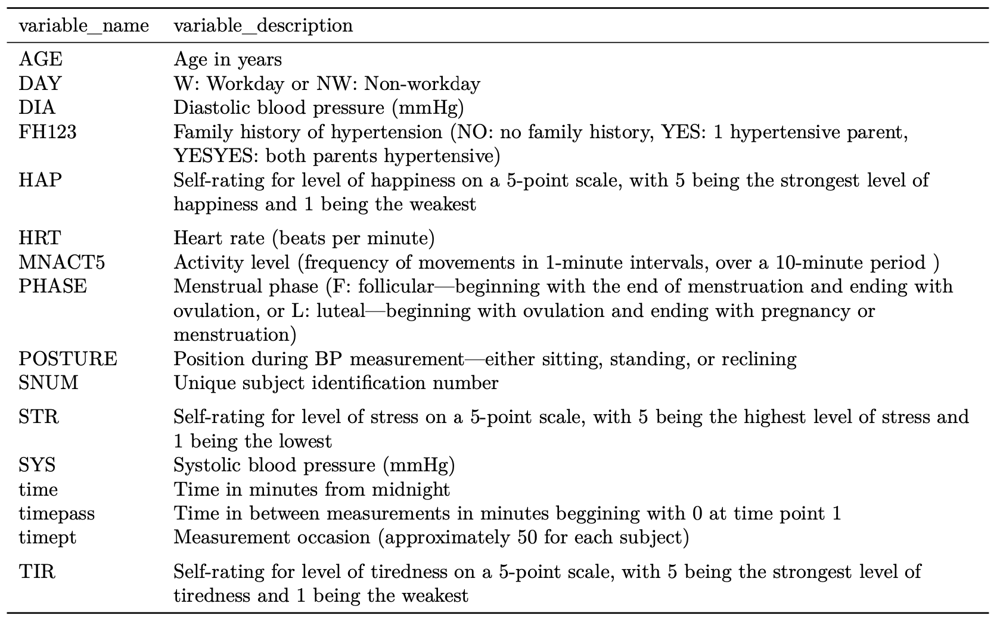 variable_name variable_description
AGE Age in years
DAY W: Workday or NW: Non-workday
DIA Diastolic blood pressure (mmHg)
FH123 Family history of hypertension (NO: no family history, YES: 1 hypertensive parent,
YESYES: both parents hypertensive)
HAP Self-rating for level of happiness on a 5-point scale, with 5 being the strongest level of
happiness and 1 being the weakest
HRT Heart rate (beats per minute)
MNACT5 Activity level (frequency of movements in 1-minute intervals, over a 10-minute period )
PHASE Menstrual phase (F: follicular—beginning with the end of menstruation and ending with
ovulation, or L: luteal—beginning with ovulation and ending with pregnancy or
menstruation)
POSTURE Position during BP measurement—either sitting, standing, or reclining
SNUM Unique subject identification number
STR Self-rating for level of stress on a 5-point scale, with 5 being the highest level of stress and
1 being the lowest
SYS Systolic blood pressure (mmHg)
time Time in minutes from midnight
timepass Time in between measurements in minutes beggining with 0 at time point 1
timept Measurement occasion (approximately 50 for each subject)
TIR Self-rating for level of tiredness on a 5-point scale, with 5 being the strongest level of
tiredness and 1 being the weakest